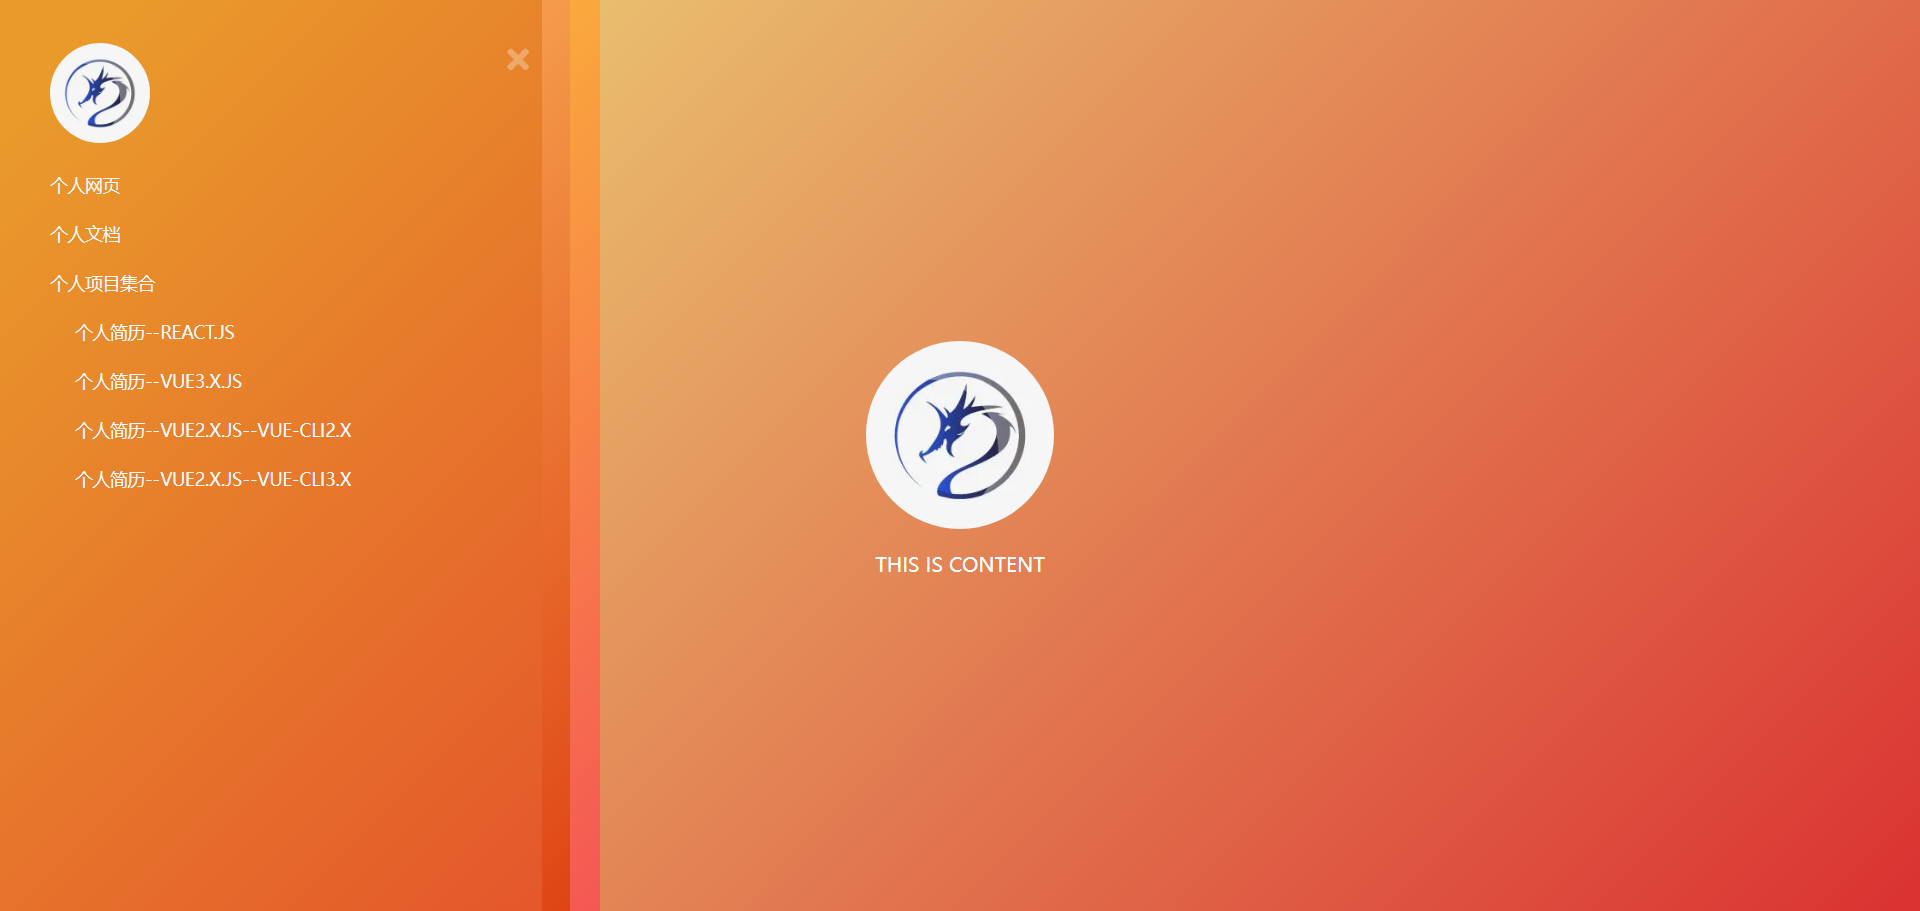 个人网页
个人文档
个人项目集合
个人简历--REACT.JS
个人简历--VUE3.X.JS
个人简历--VUE2.X.JS--VUE-CLI2.X
个人简历--VUE2.X.JS--VUE-CLI3.X
THIS IS CONTENT